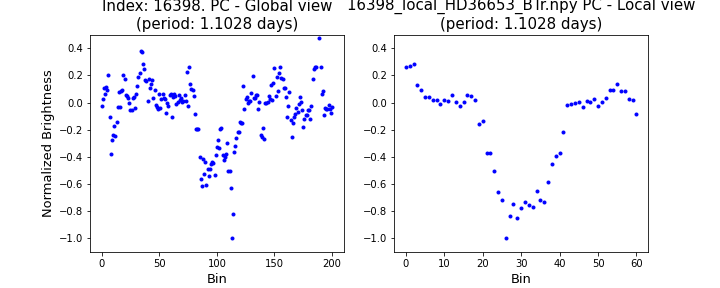 Index: 16398. PC - Global view
(period: 1.1028 days)
16398_local_HD36653_BTr.npy PC - Local view
(period: 1.1028 days)
Normalized Brightness
0.4
0.2
0.0
−0.2
−0.4
−0.6
−0.8
−1.0
0 50 100 150 200
Bin
0.4
0.2
0.0
−0.2
−0.4
−0.6
−0.8
−1.0
0 10 20 30 40 50 60
Bin